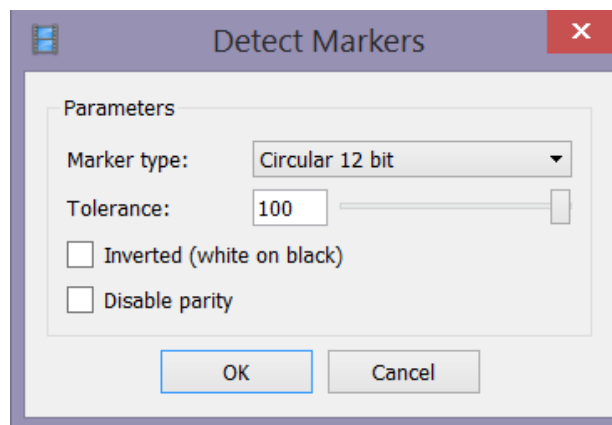 Detect Markers
Parameters
Marker type: Circular 12 bit
Tolerance: 100
Inverted (white on black)
Disable parity
OK Cancel